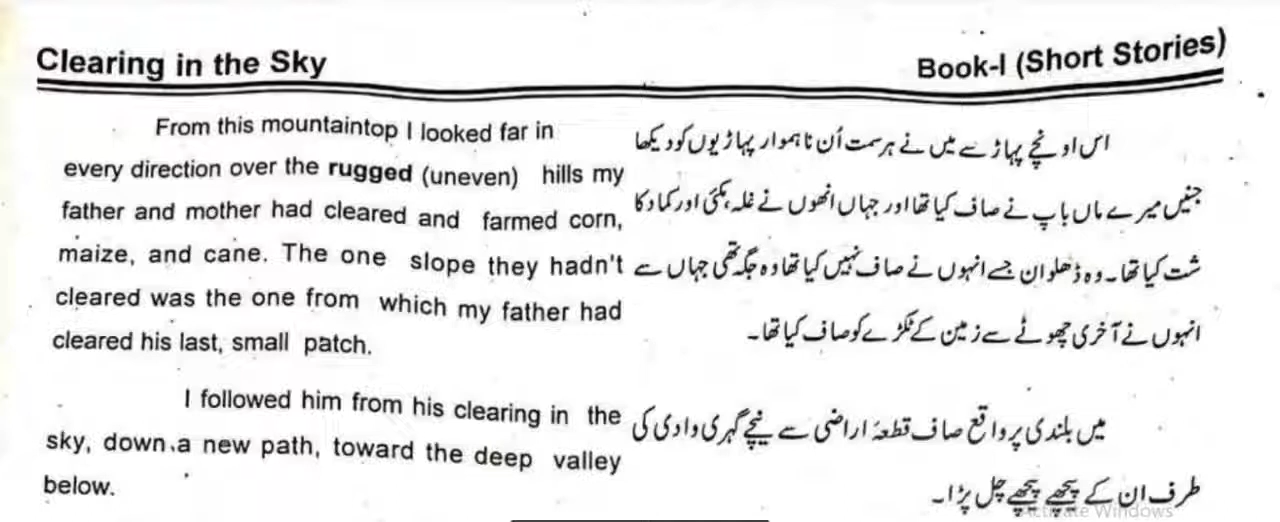 Clearing in the Sky
Book-I (Short Stories)
From this mountaintop I looked far in
every direction over the rugged (uneven) hills my
father and mother had cleared and farmed corn,
maize, and cane. The one slope they hadn't
cleared was the one from which my father had
cleared his last, small patch.
I followed him from his clearing in the
sky, down a new path, toward the deep valley
below.
اس اونچے پہاڑ سے میں نے ہر سمت اُن ناہموار پہاڑیوں کو دیکھا
جنہیں میرے ماں باپ نے صاف کیا تھا اور جہاں انھوں نے غلہ، مکئی اور کماد کا
شت کیا تھا۔ وہ ڈھلوان جسے انہوں نے صاف نہیں کیا تھا وہ جگہ تھی جہاں سے
انہوں نے آخری چھوٹے سے زمین کے ٹکڑے کو صاف کیا تھا۔
میں بلندی پر واقع صاف قطعۂ اراضی سے نیچے گہری وادی کی
طرف ان کے پیچھے پیچھے چل پڑا۔
Activate Windows